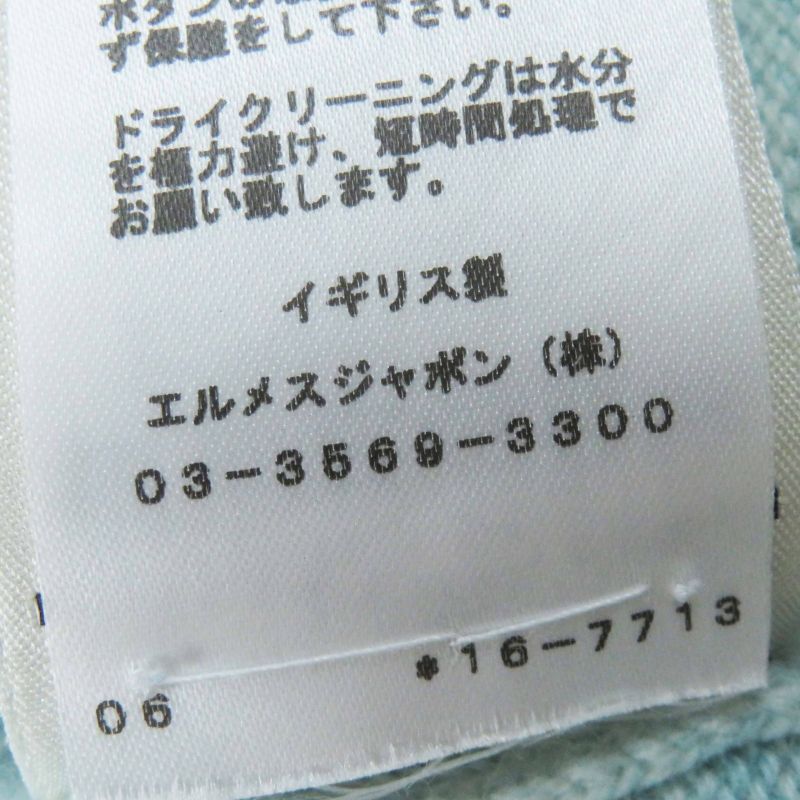 ず保護をして下さい。
ドライクリーニングは水分
を極力避け、短時間処理で
お願い致します。
イギリス製
エルメスジャポン（株）
03-3569-3300
*16-7713
06